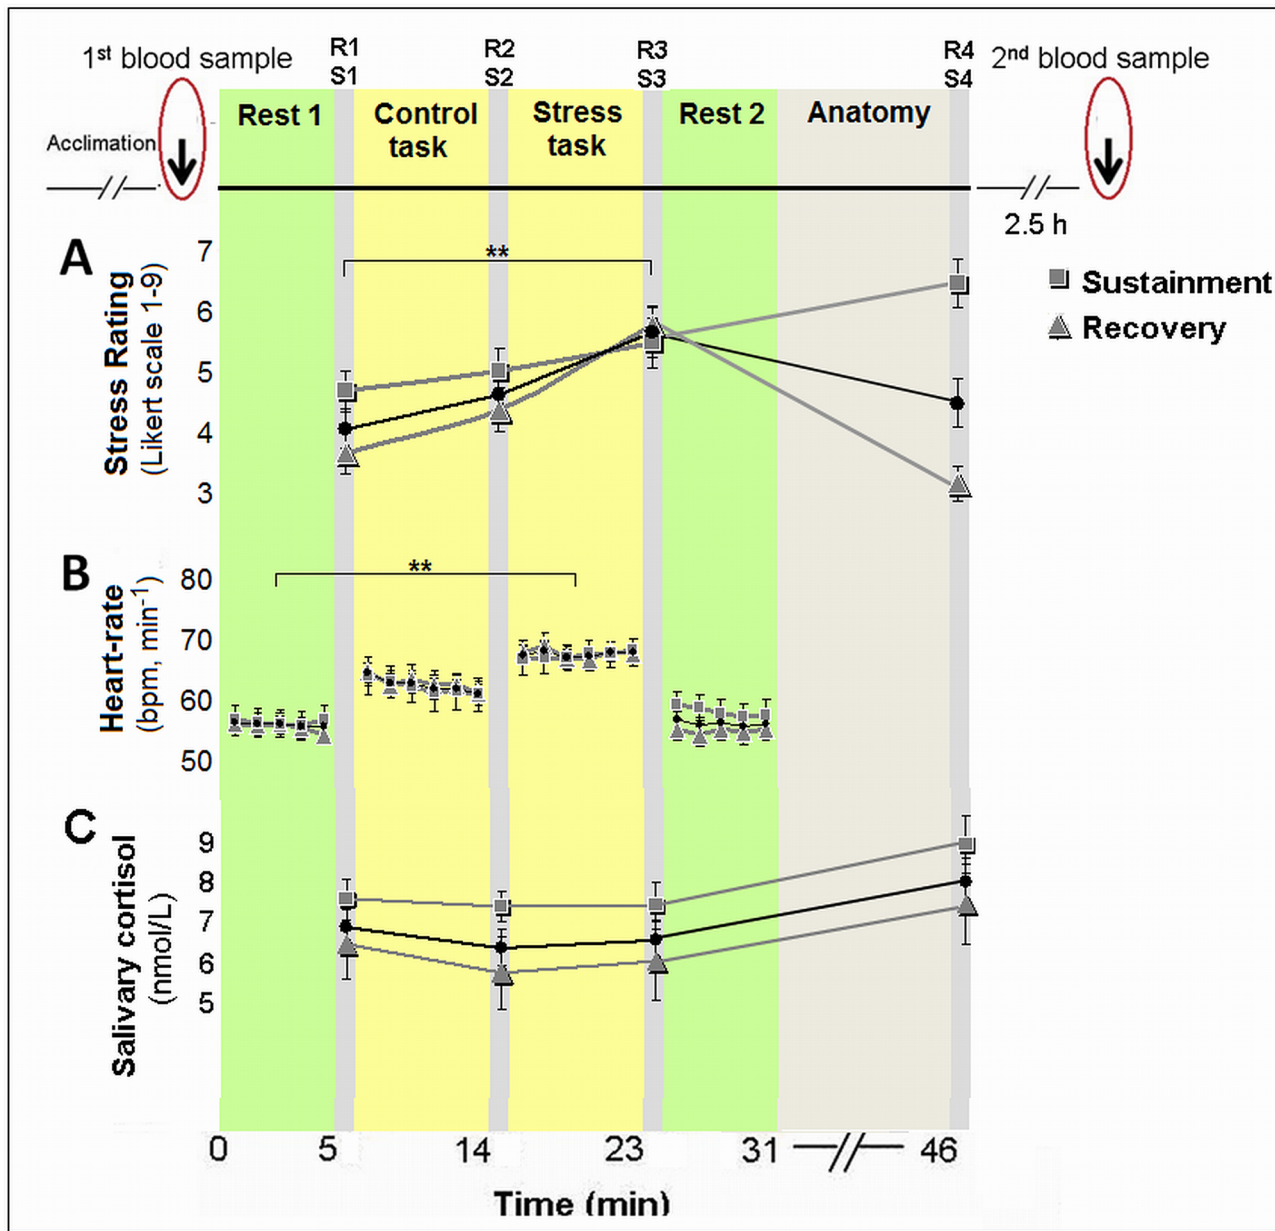 R1 R2 R3 R4
1st blood sample S1 S2 S3 S4 2nd blood sample
Rest 1 Control task Stress task Rest 2 Anatomy
Acclimation
2.5 h
A
Stress Rating
(Likert scale 1-9)
7
6
5
4
3
**
Sustainment
Recovery
B
Heart-rate
(bpm, min-1)
80
70
60
50
**
C
Salivary cortisol
(nmol/L)
9
8
7
6
5
0 5 14 23 31 46
Time (min)